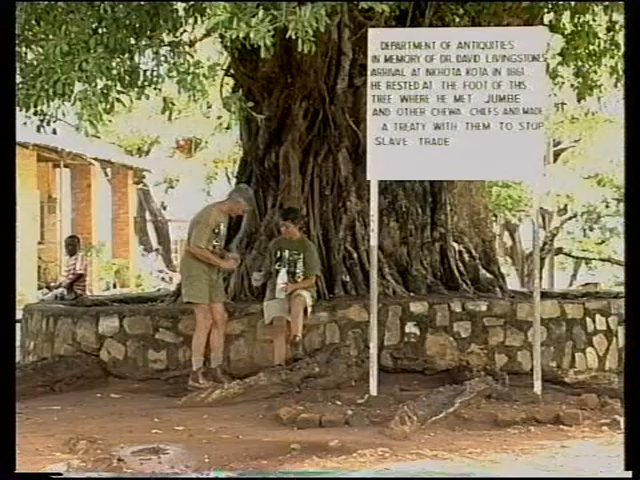 DEPARTMENT OF ANTIQUITIES
IN MEMORY OF DR. DAVID LIVINGSTONE'S
ARRIVAL AT NKHOTA KOTA IN 1861.
HE RESTED AT THE FOOT OF THIS
TREE WHERE HE MET JUMBE
AND OTHER CHEWA CHIEFS AND MADE
A TREATY WITH THEM TO STOP
SLAVE TRADE